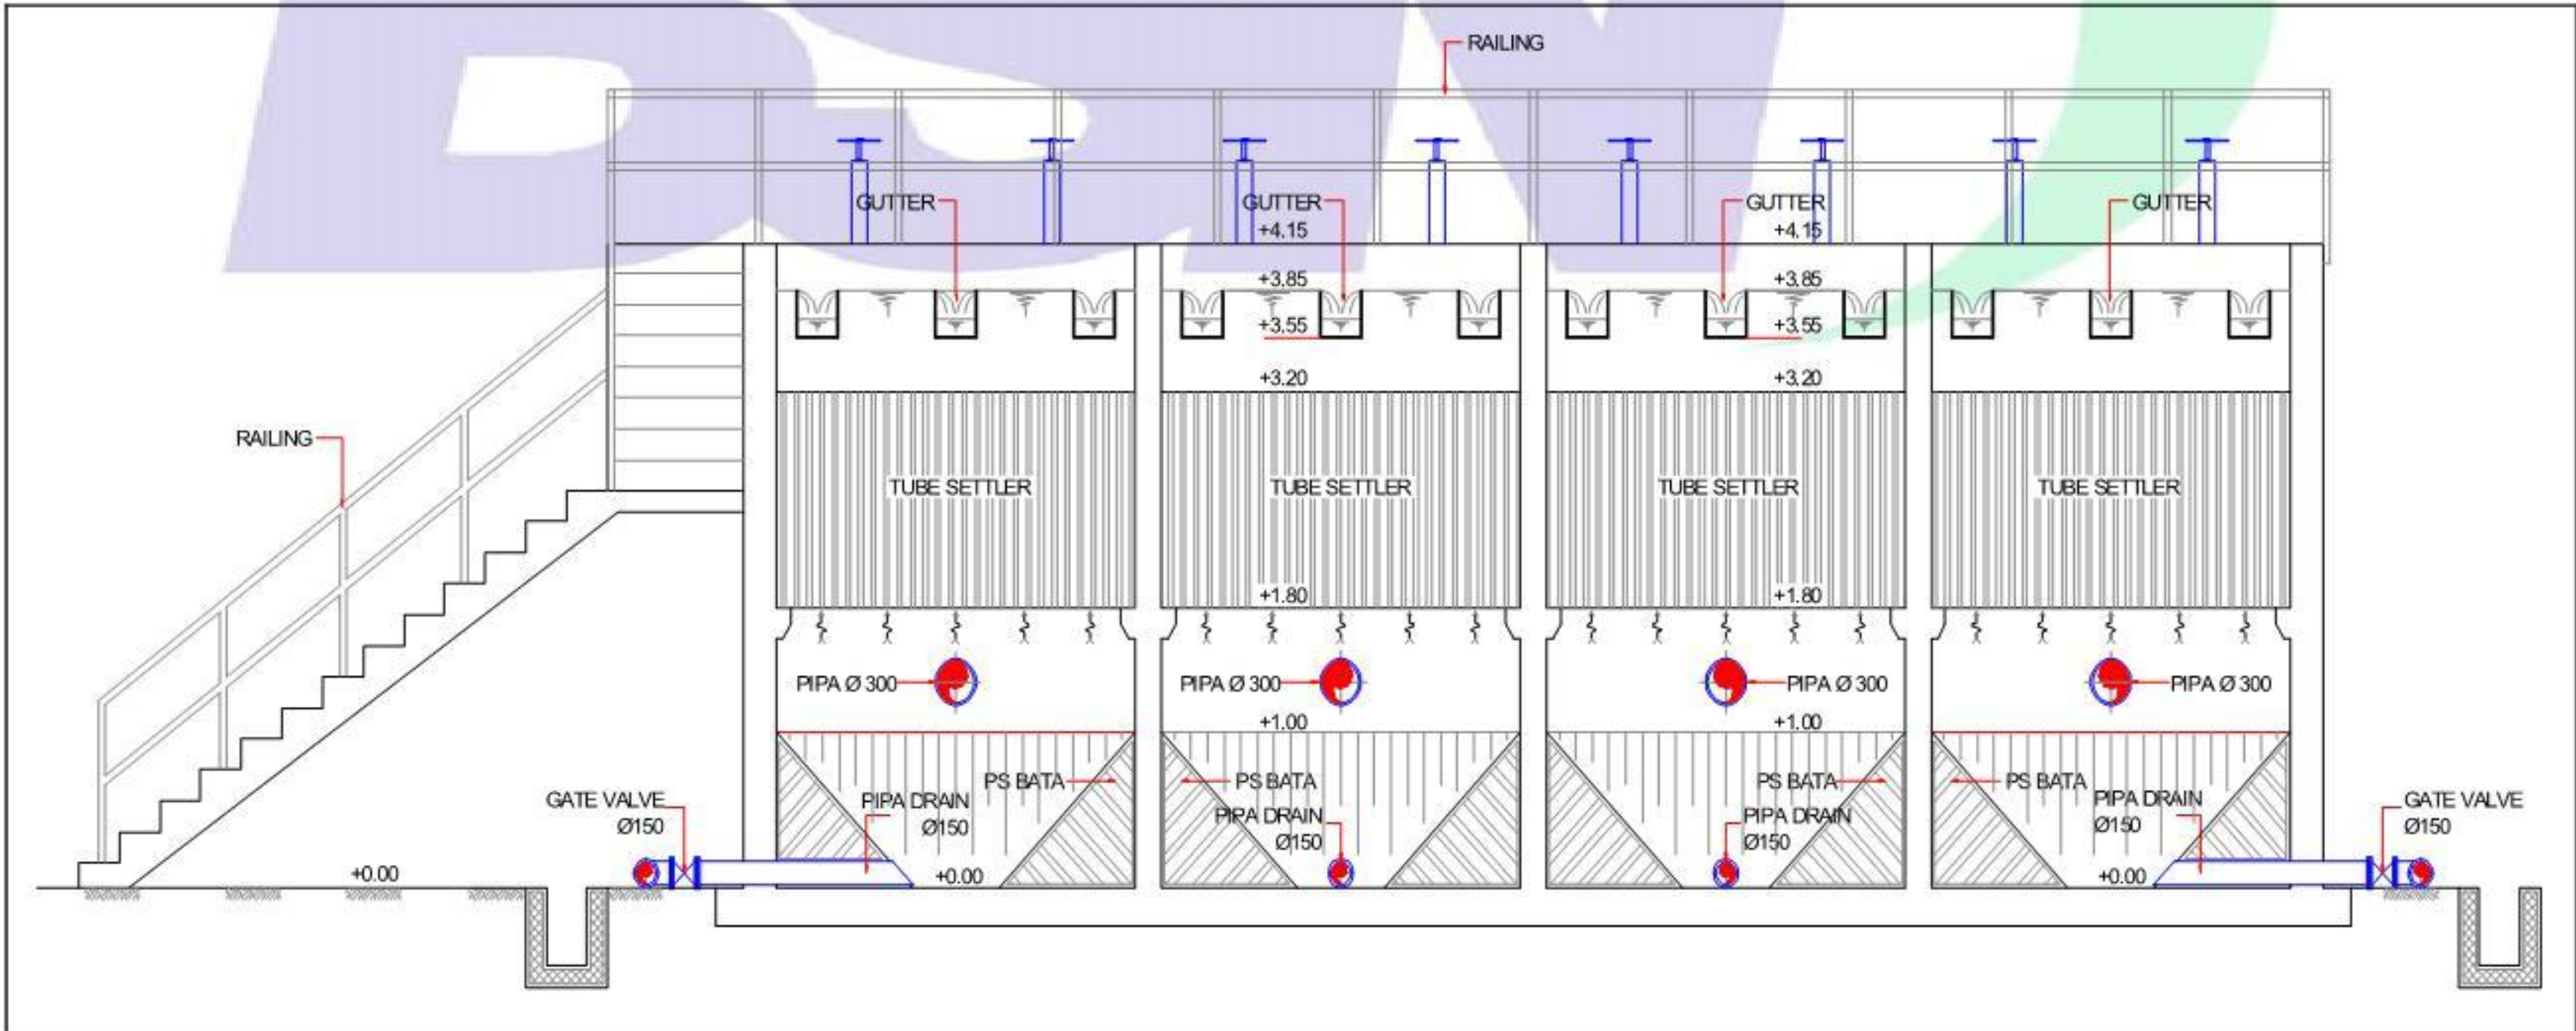 BSN
RAILING
GUTTER
GUTTER
GUTTER
GUTTER
+4.15
+4.15
+3.85
+3.85
+3.55
+3.55
+3.20
+3.20
RAILING
TUBE SETTLER
TUBE SETTLER
TUBE SETTLER
TUBE SETTLER
+1.80
+1.80
PIPA Ø 300
PIPA Ø 300
PIPA Ø 300
PIPA Ø 300
+1.00
+1.00
PS BATA
PS BATA
PS BATA
PS BATA
GATE VALVE
Ø150
PIPA DRAIN
Ø150
PIPA DRAIN
Ø150
PIPA DRAIN
Ø150
PIPA DRAIN
Ø150
GATE VALVE
Ø150
+0.00
+0.00
+0.00